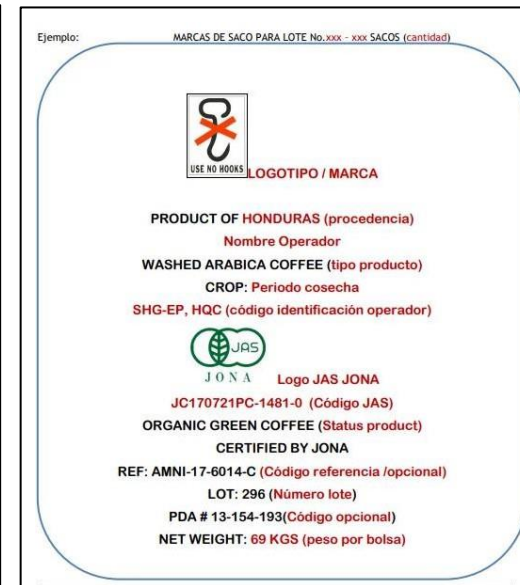 Ejemplo: MARCAS DE SACO PARA LOTE No.xxx - xxx SACOS (cantidad)
USE NO HOOKS
LOGOTIPO / MARCA
PRODUCT OF HONDURAS (procedencia)
Nombre Operador
WASHED ARABICA COFFEE (tipo producto)
CROP: Periodo cosecha
SHG-EP, HQC (código identificación operador)
JAS
JONA
Logo JAS JONA
JC170721PC-1481-0 (Código JAS)
ORGANIC GREEN COFFEE (Status product)
CERTIFIED BY JONA
REF: AMNI-17-6014-C (Código referencia /opcional)
LOT: 296 (Número lote)
PDA # 13-154-193(Código opcional)
NET WEIGHT: 69 KGS (peso por bolsa)